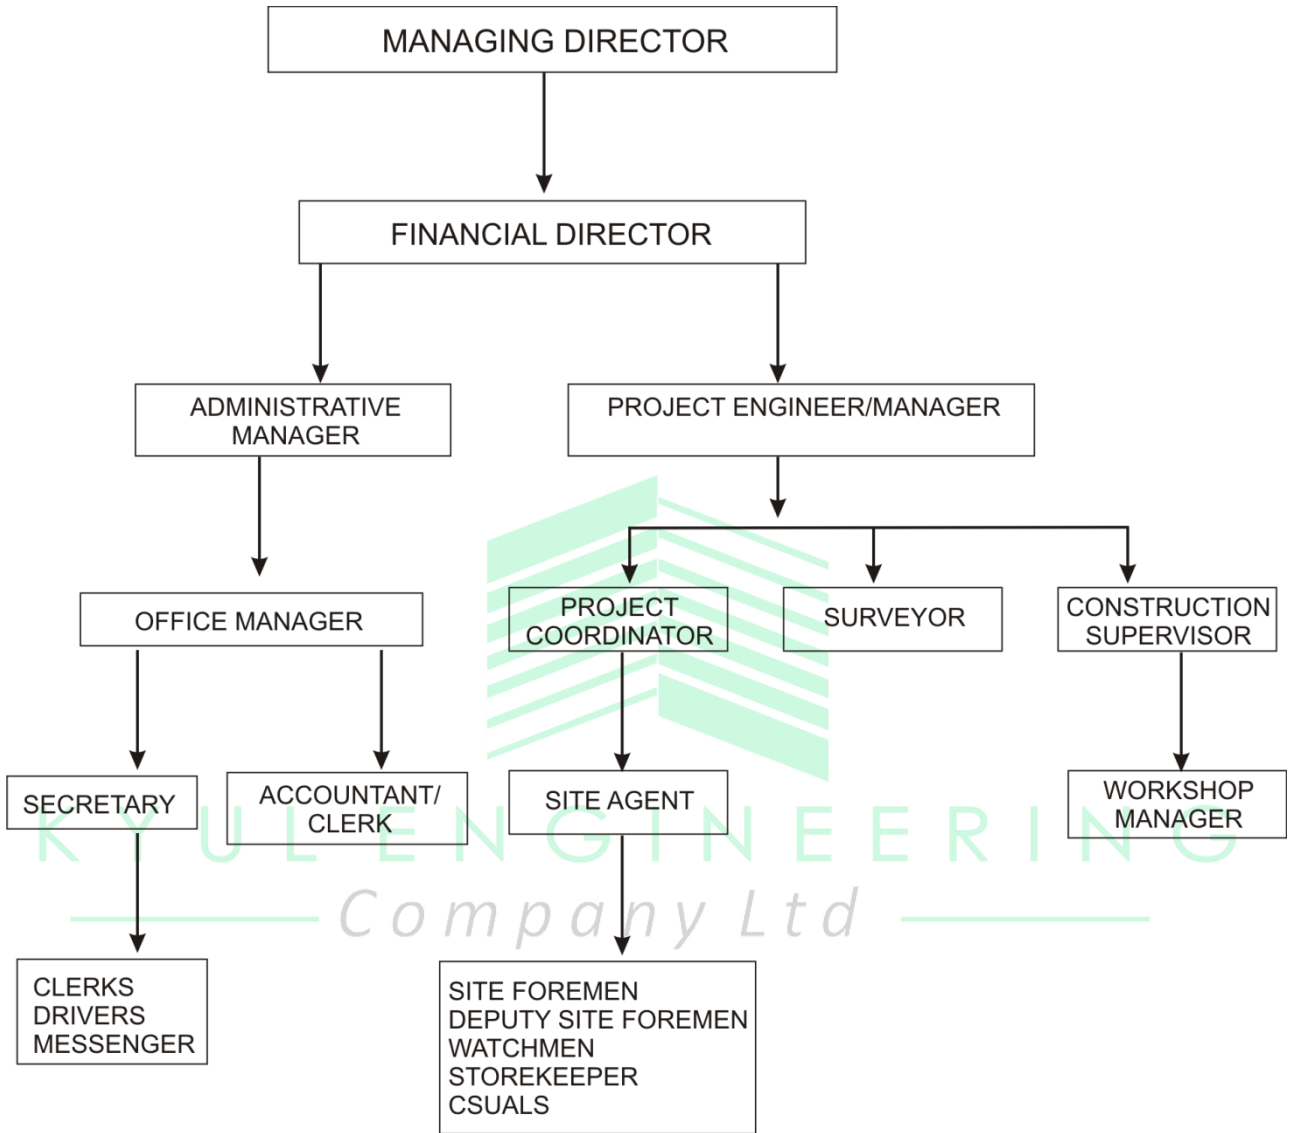 MANAGING DIRECTOR
FINANCIAL DIRECTOR
ADMINISTRATIVE
MANAGER
PROJECT ENGINEER/MANAGER
OFFICE MANAGER
PROJECT
COORDINATOR
SURVEYOR
CONSTRUCTION
SUPERVISOR
SECRETARY
ACCOUNTANT/
CLERK
SITE AGENT
WORKSHOP
MANAGER
KYUL ENGINEERING
Company Ltd
CLERKS
DRIVERS
MESSENGER
SITE FOREMEN
DEPUTY SITE FOREMEN
WATCHMEN
STOREKEEPER
CSUALS